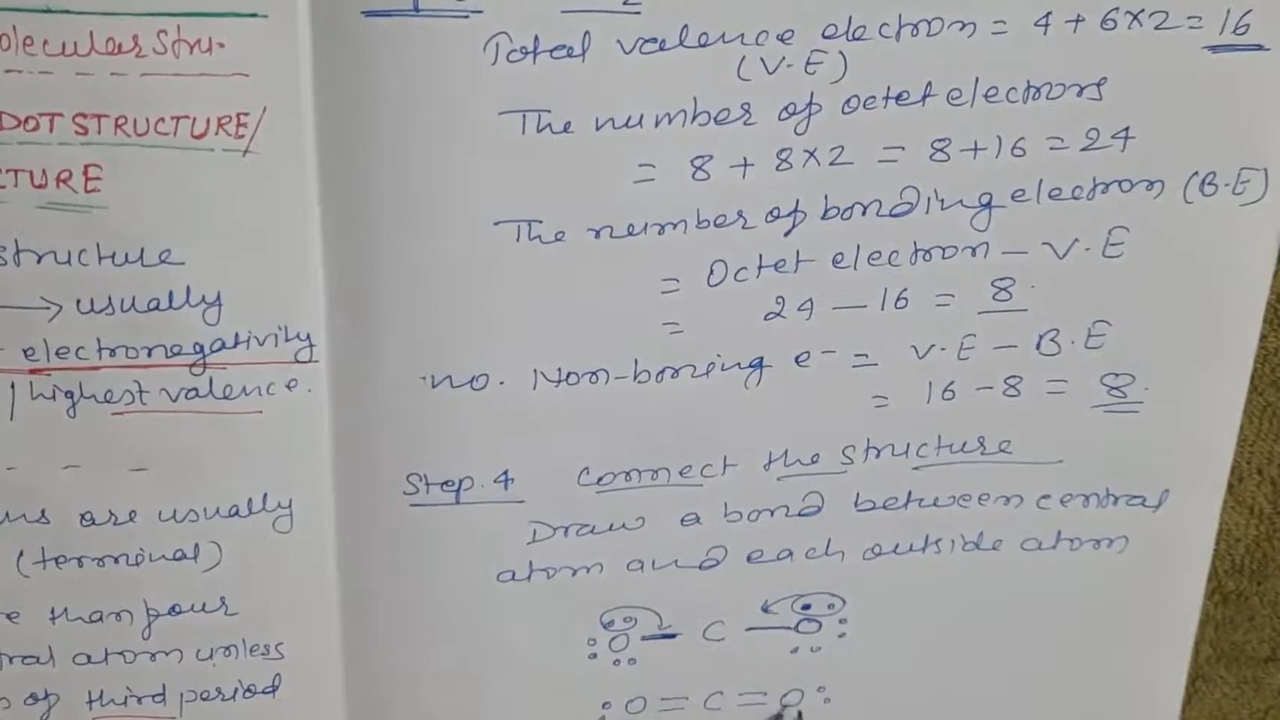 olecular Stru-
DOT STRUCTURE/
CTURE
structure
→ usually
electronegativity
/ highest valence.
ms are usually
(terminal)
e than four
ral atom unless
s of third period
Total valence electron = 4 + 6×2 = 16
(V.E)
The number of octet electrors
= 8 + 8×2 = 8+16 = 24
The number of bonding electron (B.E)
= Octet electron – V.E
= 24 – 16 = 8.
no. Non-bonzing e⁻ = V.E – B.E
= 16 – 8 = 8.
Step.4 Connect the structure
Draw a bond between central
atom and each outside atom
:O – C – O:
:O = C = O: